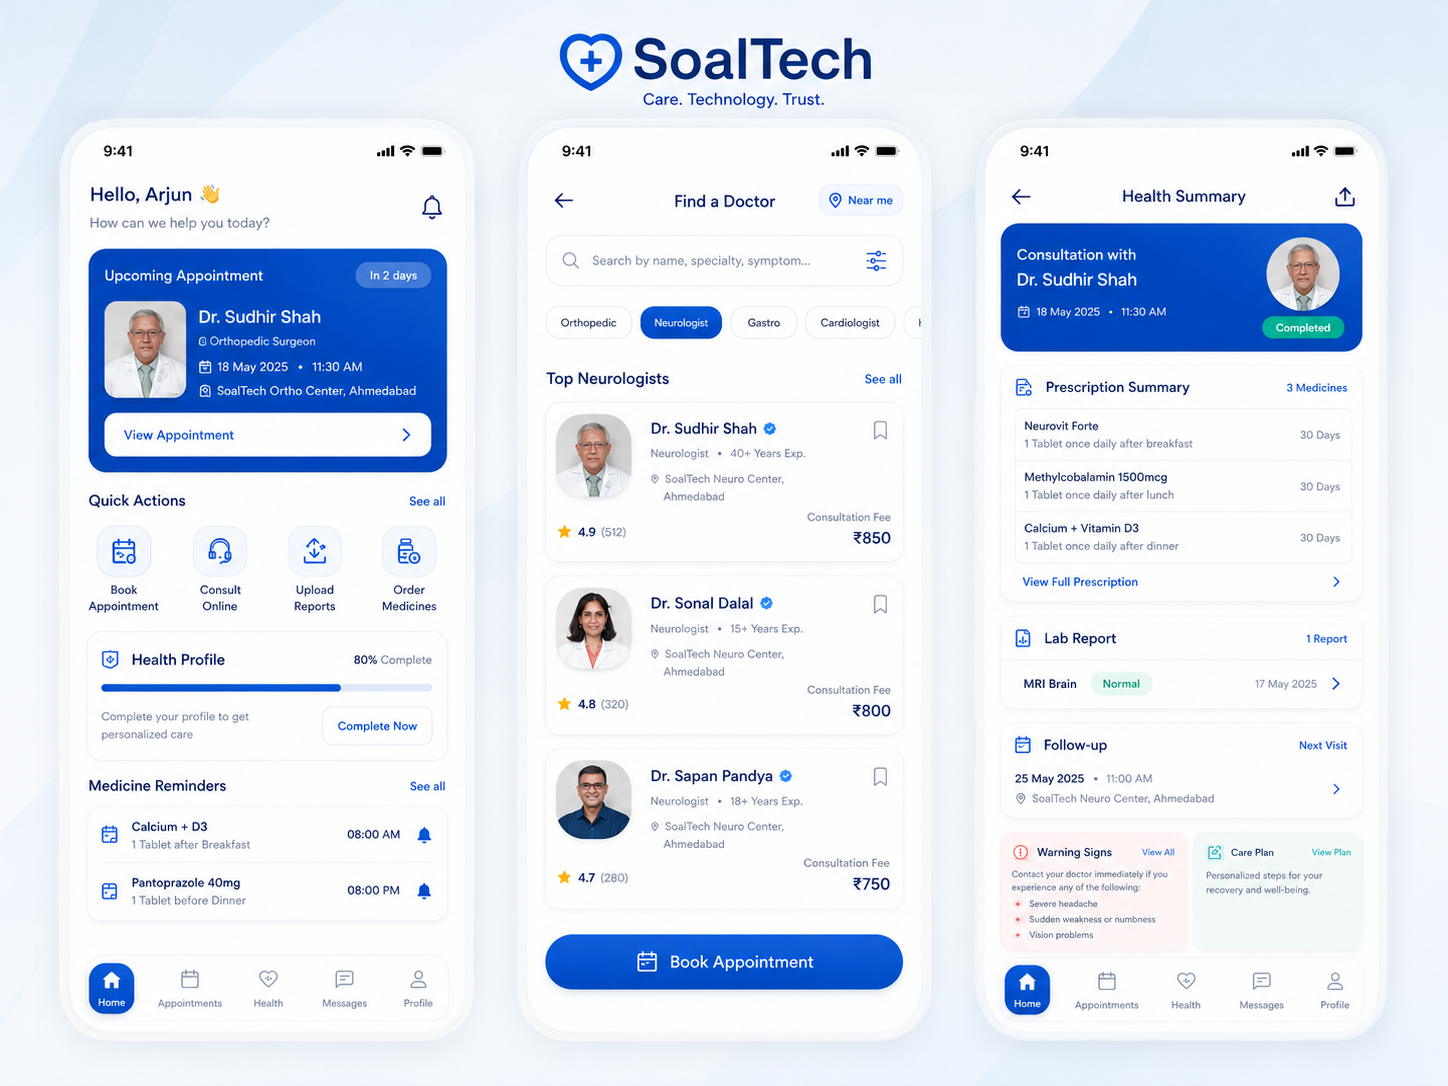 SoalTech
Care. Technology. Trust.
9:41
Hello, Arjun 👋
How can we help you today?
Upcoming Appointment
In 2 days
Dr. Sudhir Shah
Orthopedic Surgeon
18 May 2025 • 11:30 AM
SoalTech Ortho Center, Ahmedabad
View Appointment
Quick Actions
See all
Book
Appointment
Consult
Online
Upload
Reports
Order
Medicines
Health Profile
80% Complete
Complete your profile to get
personalized care
Complete Now
Medicine Reminders
See all
Calcium + D3
1 Tablet after Breakfast
08:00 AM
Pantoprazole 40mg
1 Tablet before Dinner
08:00 PM
Home
Appointments
Health
Messages
Profile
9:41
Find a Doctor
Near me
Search by name, specialty, symptom...
Orthopedic
Neurologist
Gastro
Cardiologist
Top Neurologists
See all
Dr. Sudhir Shah
Neurologist • 40+ Years Exp.
SoalTech Neuro Center,
Ahmedabad
4.9 (512)
Consultation Fee
₹850
Dr. Sonal Dalal
Neurologist • 15+ Years Exp.
SoalTech Neuro Center,
Ahmedabad
4.8 (320)
Consultation Fee
₹800
Dr. Sapan Pandya
Neurologist • 18+ Years Exp.
SoalTech Neuro Center,
Ahmedabad
4.7 (280)
Consultation Fee
₹750
Book Appointment
9:41
Health Summary
Consultation with
Dr. Sudhir Shah
18 May 2025 • 11:30 AM
Completed
Prescription Summary
3 Medicines
Neurovit Forte
1 Tablet once daily after breakfast
30 Days
Methylcobalamin 1500mcg
1 Tablet once daily after lunch
30 Days
Calcium + Vitamin D3
1 Tablet once daily after dinner
30 Days
View Full Prescription
Lab Report
1 Report
MRI Brain
Normal
17 May 2025
Follow-up
Next Visit
25 May 2025 • 11:00 AM
SoalTech Neuro Center, Ahmedabad
Warning Signs
View All
Contact your doctor immediately if you
experience any of the following:
• Severe headache
• Sudden weakness or numbness
• Vision problems
Care Plan
View Plan
Personalized steps for your
recovery and well-being.
Home
Appointments
Health
Messages
Profile